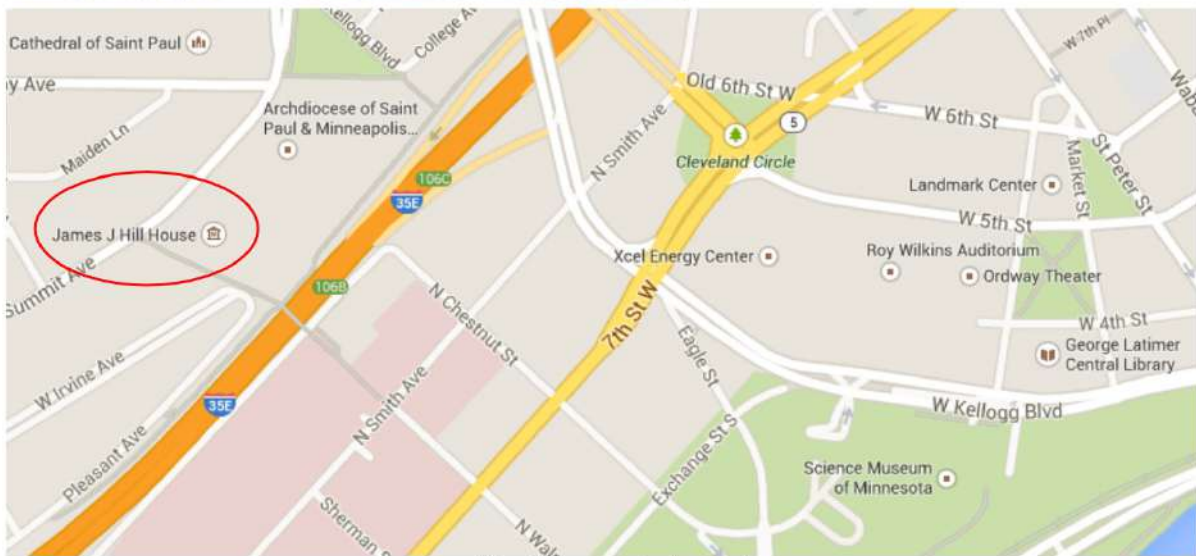 Cathedral of Saint Paul
Kellogg Blvd
College Av
y Ave
Maiden Ln
Archdiocese of Saint
Paul & Minneapolis...
James J Hill House
Summit Ave
W Irvine Ave
Pleasant Ave
106C
35E
106B
35E
N Chestnut St
N Smith Ave
N Smith Ave
Sherman
N Wal
7th St W
Old 6th St W
5
Cleveland Circle
W 6th St
W 7th Pl
Wab
St Peter St
Market St
Landmark Center
W 5th St
Xcel Energy Center
Roy Wilkins Auditorium
Ordway Theater
W 4th St
George Latimer
Central Library
Eagle St
W Kellogg Blvd
Exchange St S
Science Museum
of Minnesota